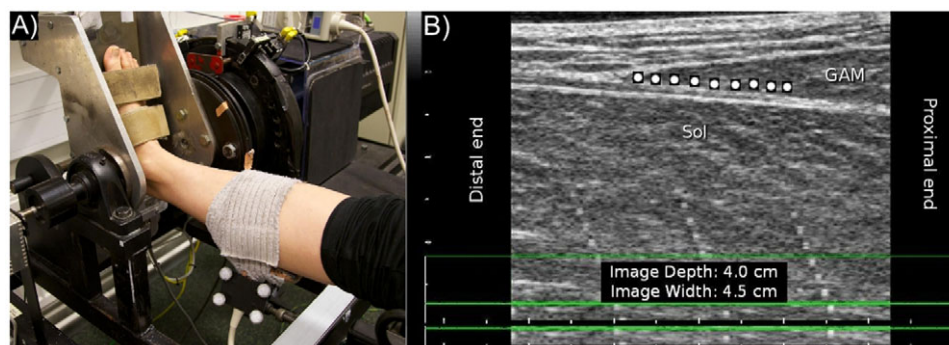 A)
B)
GAM
Sol
Distal end
Proximal end
Image Depth: 4.0 cm
Image Width: 4.5 cm